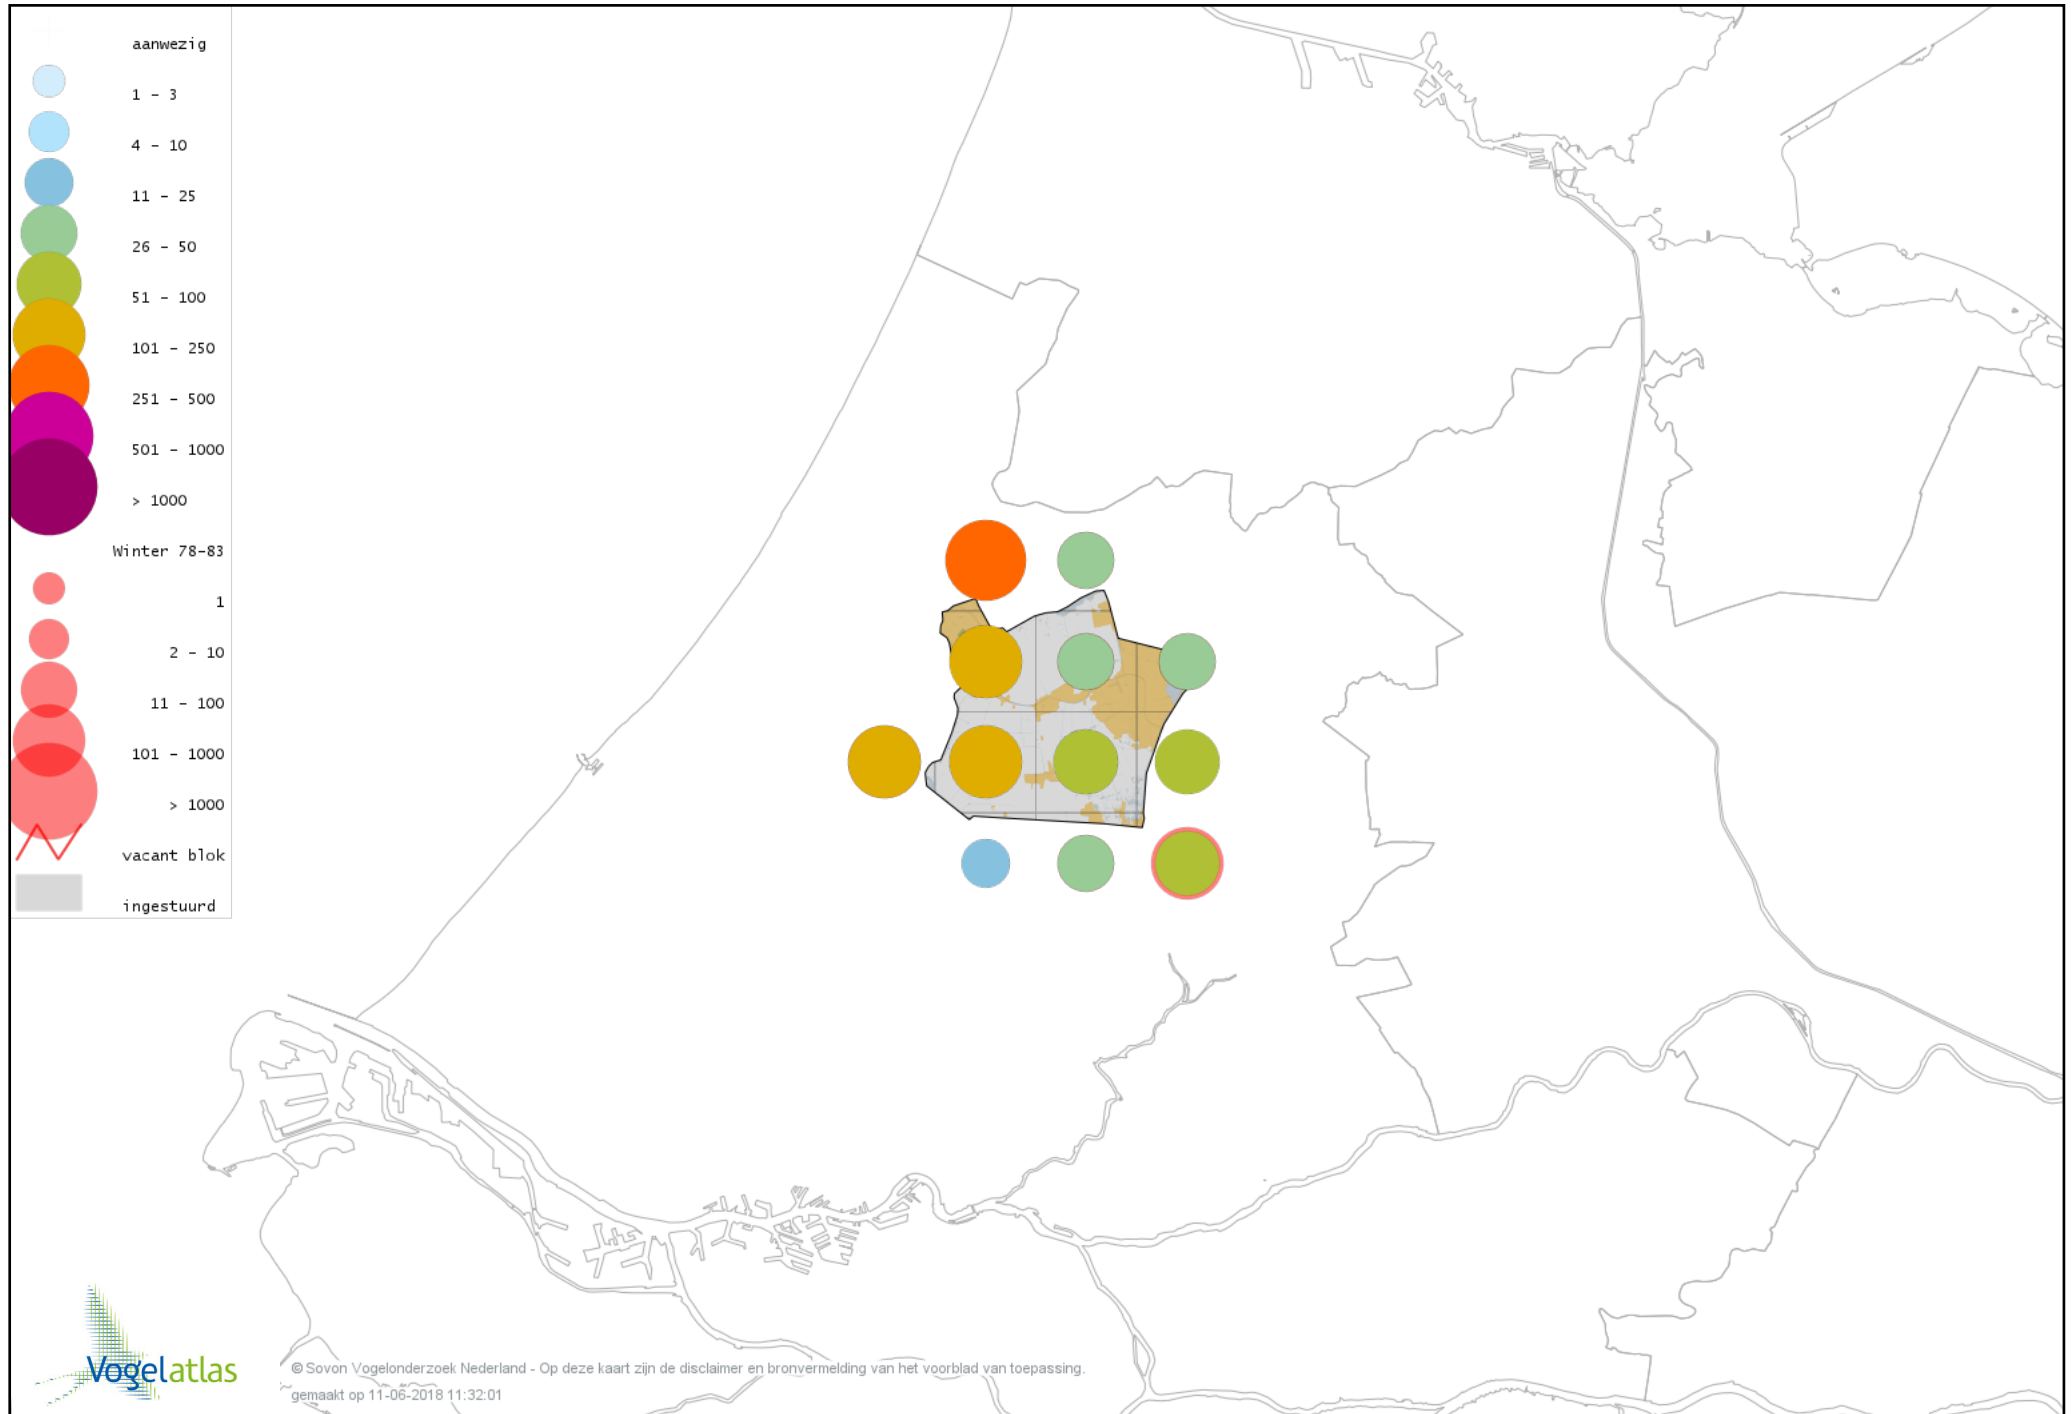 aanwezig
1 - 3
4 - 10
11 - 25
26 - 50
51 - 100
101 - 250
251 - 500
501 - 1000
> 1000
Winter 78-83
1
2 - 10
11 - 100
101 - 1000
> 1000
vacant blok
ingestuurd
Vogelatlas
© Sovon Vogelonderzoek Nederland - Op deze kaart zijn de disclaimer en bronvermelding van het voorblad van toepassing.
gemaakt op 11-06-2018 11:32:01